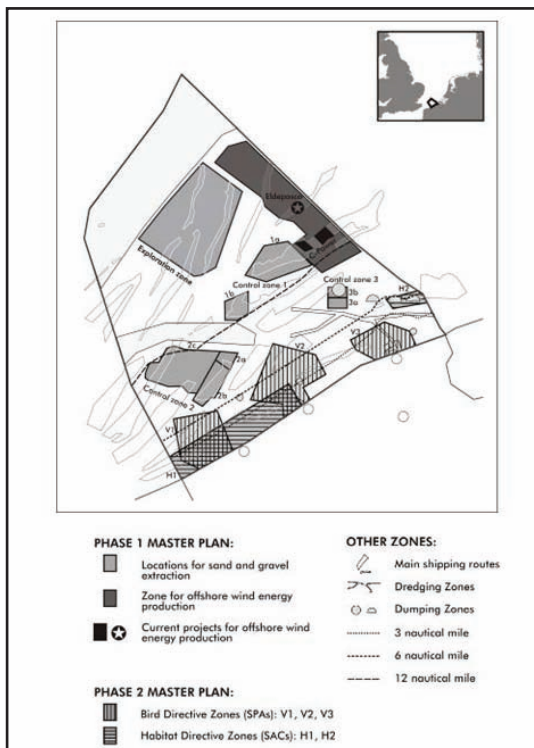 Eldepasco
C-Power
Exploration zone
1a
Control zone 1
1b
Control zone 3
3b
3a
H2
V3
V2
2c
2a
Control zone 2
2b
V1
H1
PHASE 1 MASTER PLAN:
Locations for sand and gravel
extraction
Zone for offshore wind energy
production
Current projects for offshore wind
energy production
PHASE 2 MASTER PLAN:
Bird Directive Zones (SPAs): V1, V2, V3
Habitat Directive Zones (SACs): H1, H2
OTHER ZONES:
Main shipping routes
Dredging Zones
Dumping Zones
3 nautical mile
6 nautical mile
12 nautical mile